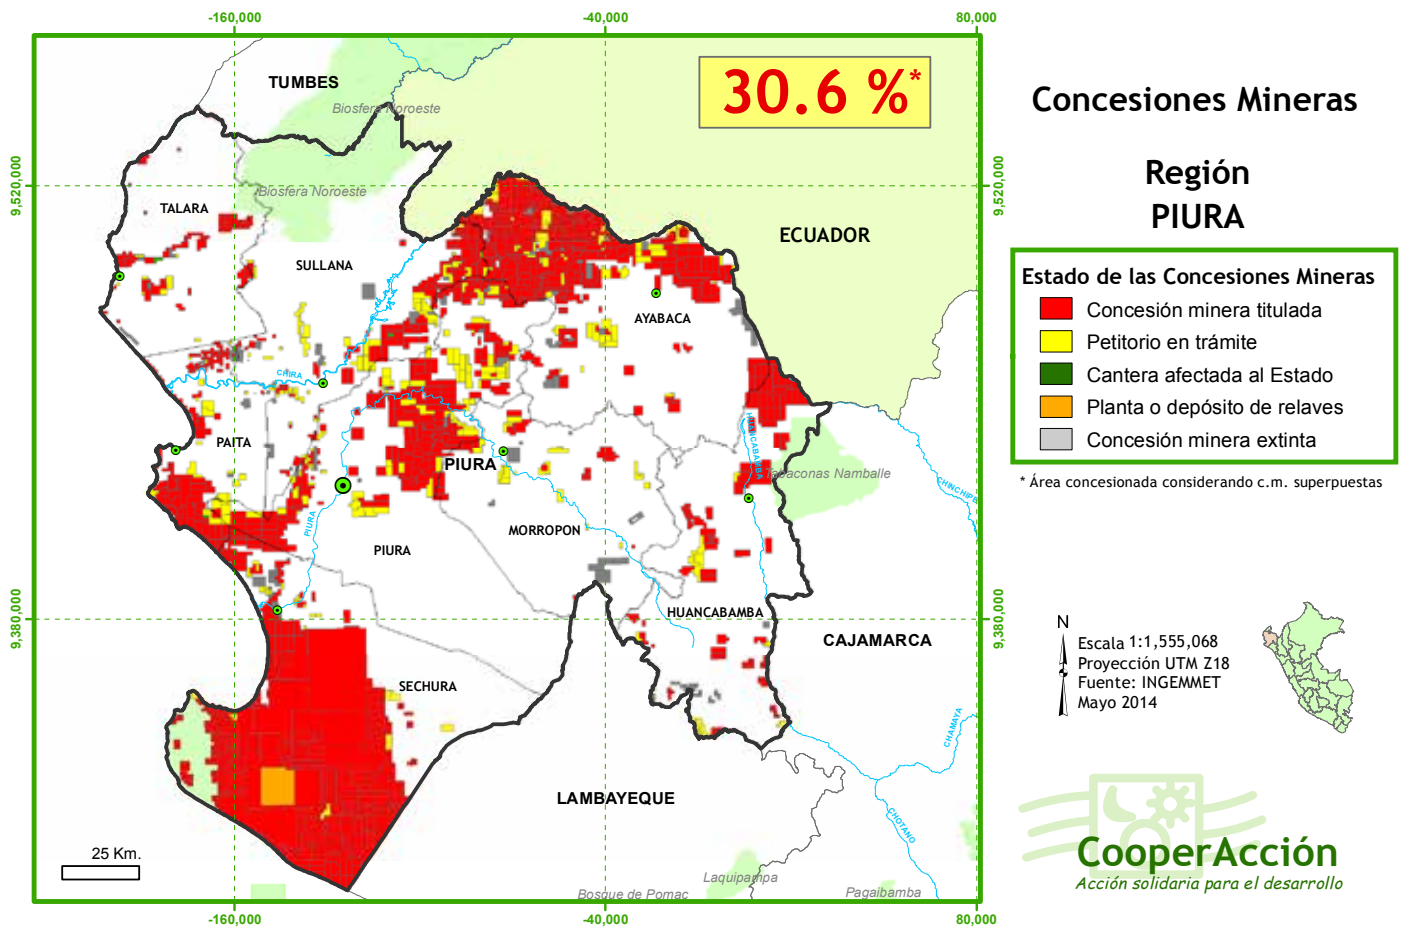 -160,000
-40,000
80,000
9,520,000
9,380,000
9,520,000
9,380,000
-160,000
-40,000
80,000
30.6 %*
TUMBES
Biosfera Noroeste
Biosfera Noroeste
TALARA
SULLANA
ECUADOR
AYABACA
CHIRA
PAITA
PIURA
HUANCABAMBA
Tabaconas Namballe
CHINCHIPE
PIURA
PIURA
MORROPON
HUANCABAMBA
CAJAMARCA
SECHURA
CHAMAYA
LAMBAYEQUE
CHOTANO
25 Km.
Laquipampa
Bosque de Pomac
Pagaibamba
Concesiones Mineras
Región
PIURA
Estado de las Concesiones Mineras
Concesión minera titulada
Petitorio en trámite
Cantera afectada al Estado
Planta o depósito de relaves
Concesión minera extinta
* Área concesionada considerando c.m. superpuestas
N
Escala 1:1,555,068
Proyección UTM Z18
Fuente: INGEMMET
Mayo 2014
CooperAcción
Acción solidaria para el desarrollo